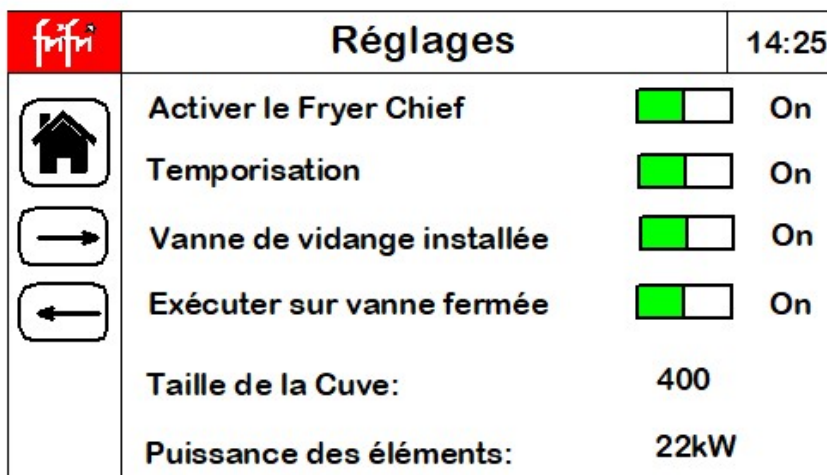 frifri
Réglages
14:25
Activer le Fryer Chief On
Temporisation On
Vanne de vidange installée On
Exécuter sur vanne fermée On
Taille de la Cuve: 400
Puissance des éléments: 22kW